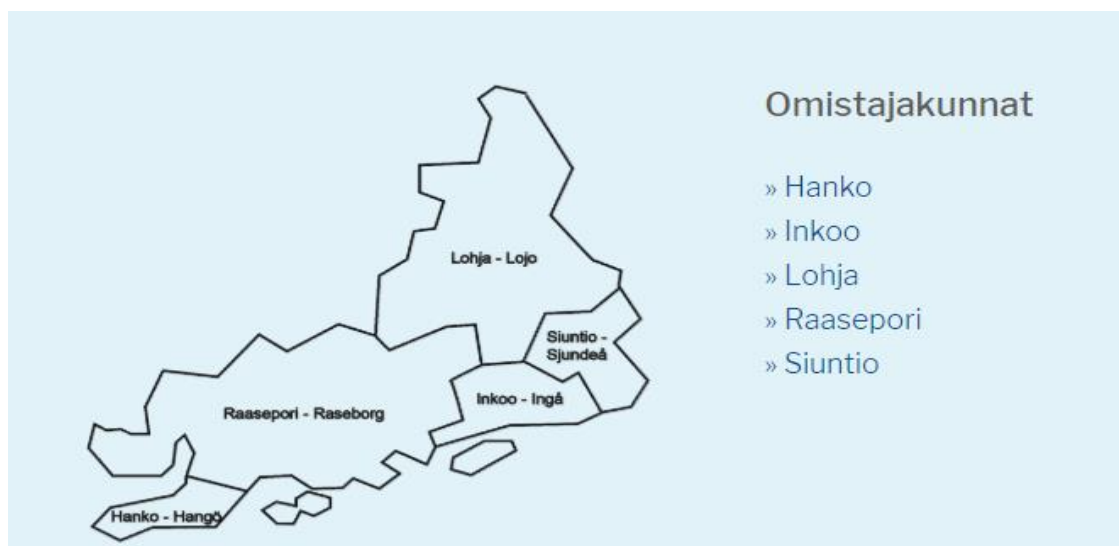 Omistajakunnat
» Hanko
» Inkoo
» Lohja
» Raasepori
» Siuntio
Lohja - Lojo
Siuntio -
Sjundeå
Inkoo - Ingå
Raasepori - Raseborg
Hanko - Hangö